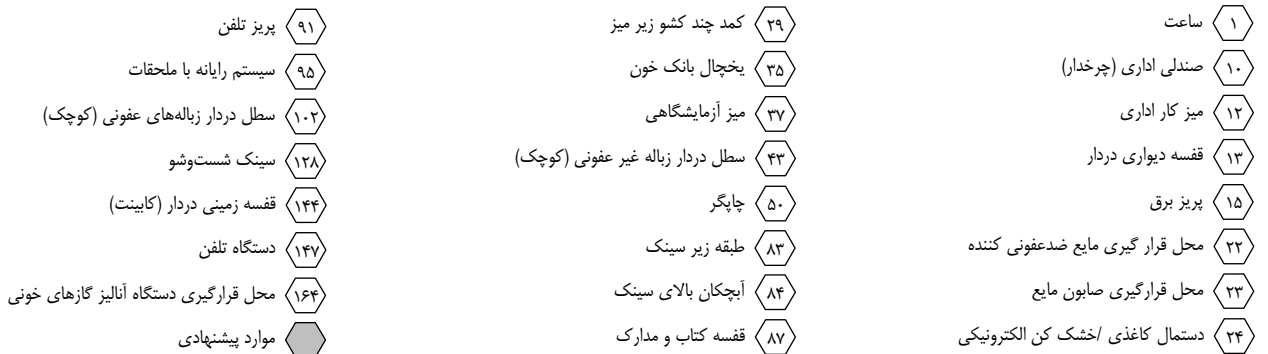 ۱ ساعت
۱۰ صندلی اداری (چرخدار)
۱۲ میز کار اداری
۱۳ قفسه دیواری دردار
۱۵ پریز برق
۲۲ محل قرار گیری مایع ضدعفونی کننده
۲۳ محل قرارگیری صابون مایع
۲۴ دستمال کاغذی /خشک کن الکترونیکی
۲۹ کمد چند کشو زیر میز
۳۵ یخچال بانک خون
۳۷ میز آزمایشگاهی
۴۳ سطل دردار زباله غیر عفونی (کوچک)
۵۰ چاپگر
۸۳ طبقه زیر سینک
۸۴ آبچکان بالای سینک
۸۷ قفسه کتاب و مدارک
۹۱ پریز تلفن
۹۵ سیستم رایانه با ملحقات
۱۰۲ سطل دردار زباله‌های عفونی (کوچک)
۱۲۸ سینک شست‌وشو
۱۴۴ قفسه زمینی دردار (کابینت)
۱۴۷ دستگاه تلفن
۱۶۴ محل قرارگیری دستگاه آنالیز گازهای خونی
موارد پیشنهادی